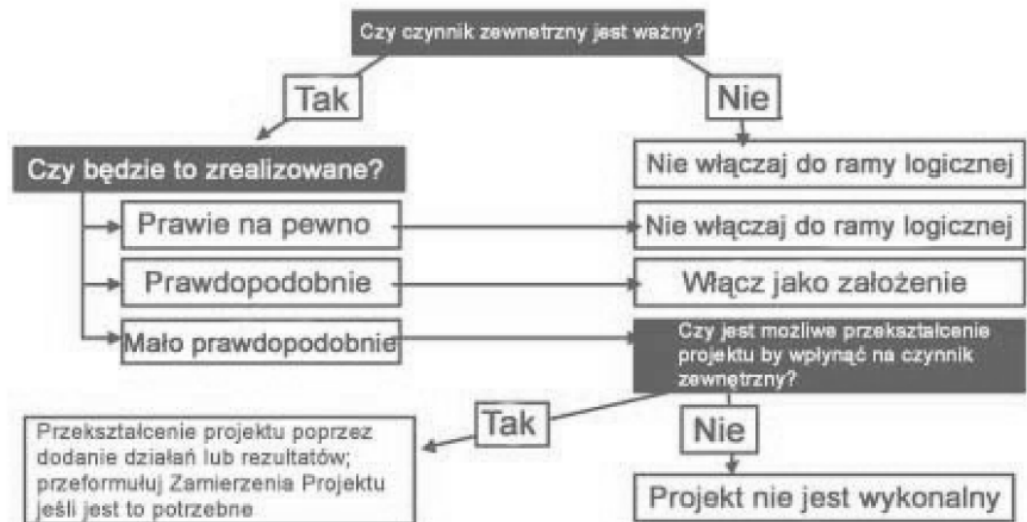 Czy czynnik zewnetrzny jest ważny?
Tak
Nie
Czy będzie to zrealizowane?
Nie włączaj do ramy logicznej
Prawie na pewno
Nie włączaj do ramy logicznej
Prawdopodobnie
Włącz jako założenie
Mało prawdopodobnie
Czy jest możliwe przekształcenie
projektu by wpłynąć na czynnik
zewnętrzny?
Tak
Nie
Przekształcenie projektu poprzez
dodanie działań lub rezultatów;
przeformułuj Zamierzenia Projektu
jeśli jest to potrzebne
Projekt nie jest wykonalny